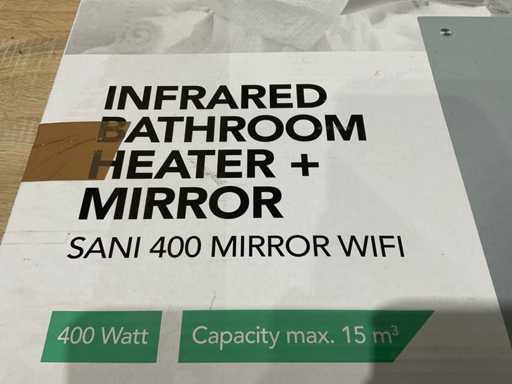 INFRARED
BATHROOM
HEATER +
MIRROR
SANI 400 MIRROR WIFI
400 Watt
Capacity max. 15 m³